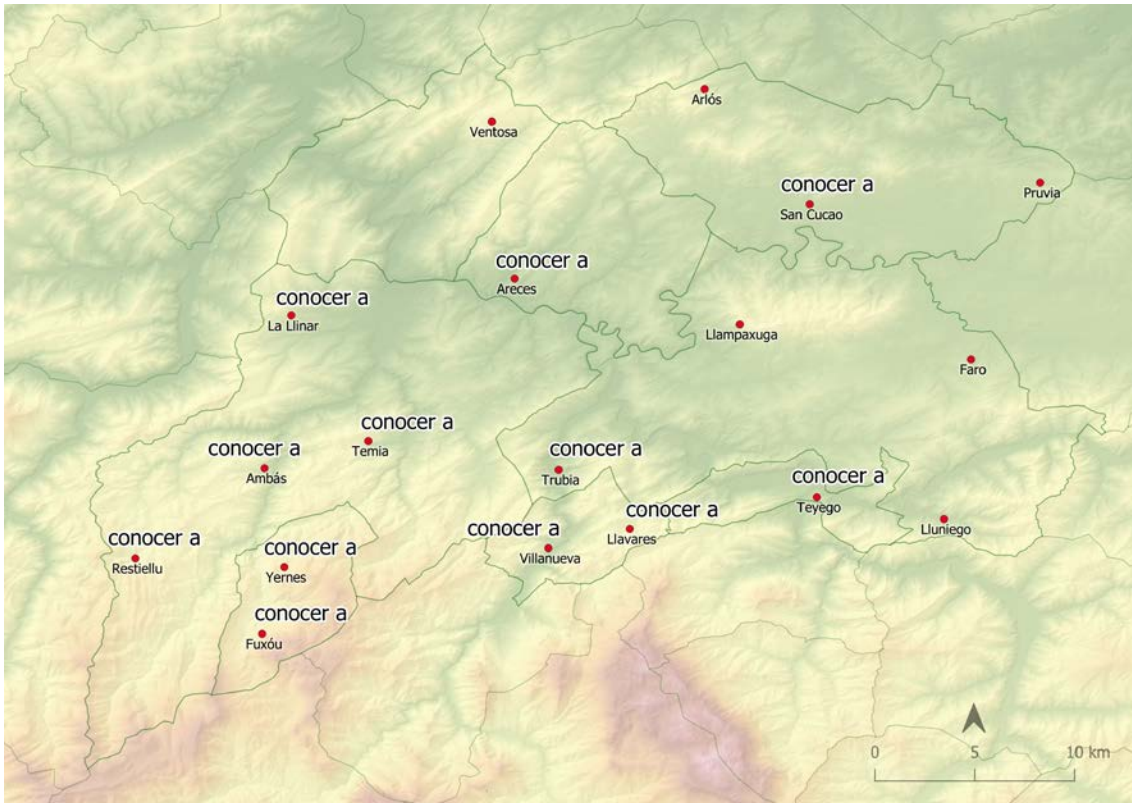 Arlós
Ventosa
conocer a
San Cucao
Pruvia
conocer a
Areces
conocer a
La Llinar
Llampaxuga
Faro
conocer a
Temia
conocer a
Ambás
conocer a
Trubia
conocer a
Teyego
conocer a
Llavares
Lluniego
conocer a
Villanueva
conocer a
Restiellu
conocer a
Yernes
conocer a
Fuxóu
0 5 10 km